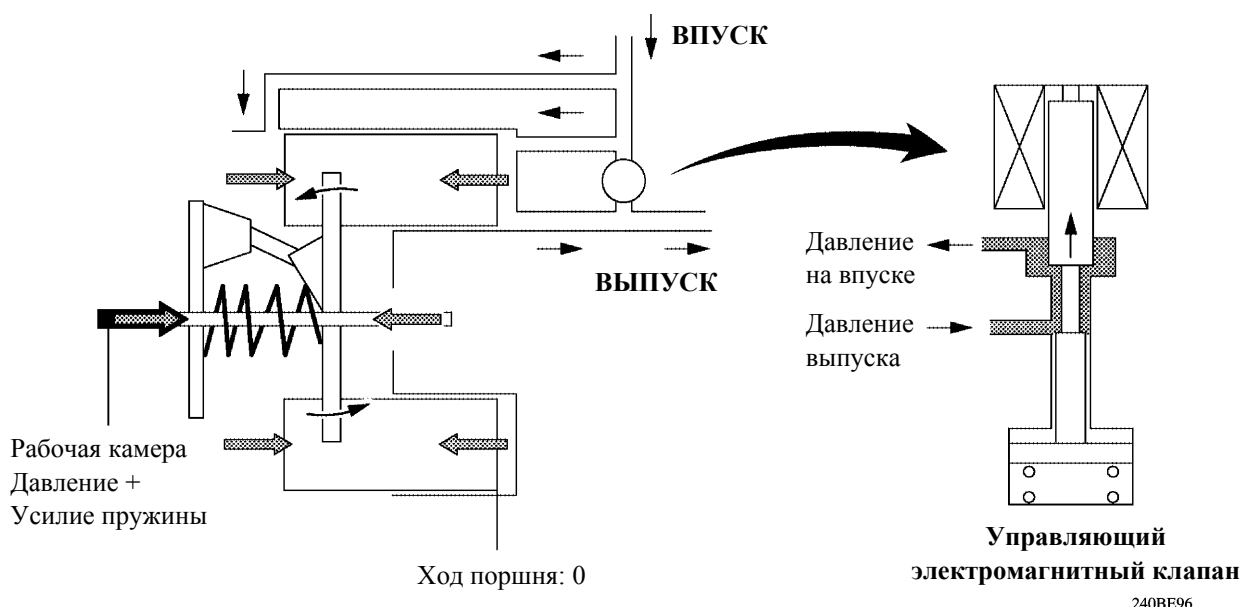 ВПУСК
Давление
на впуске
ВЫПУСК
Давление
выпуска
Рабочая камера
Давление +
Усилие пружины
Ход поршня: 0
Управляющий
электромагнитный клапан
240BE96